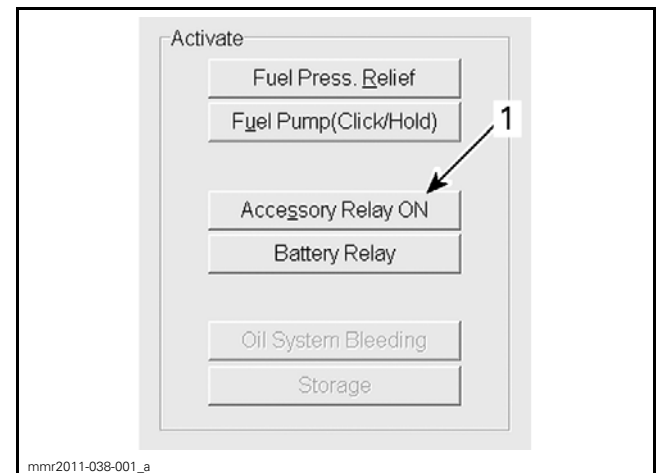 Activate
Fuel Press. Relief
Fuel Pump(Click/Hold)
1
Accessory Relay ON
Battery Relay
Oil System Bleeding
Storage
mmr2011-038-001_a